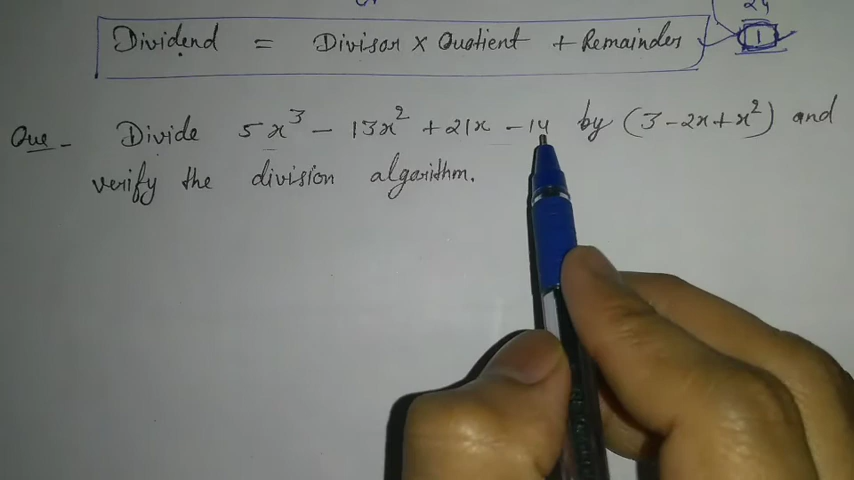 24
1
Dividend = Divisor × Quotient + Remainder
Que - Divide 5x³ - 13x² + 21x - 14 by (3 - 2x + x²) and
verify the division algorithm.